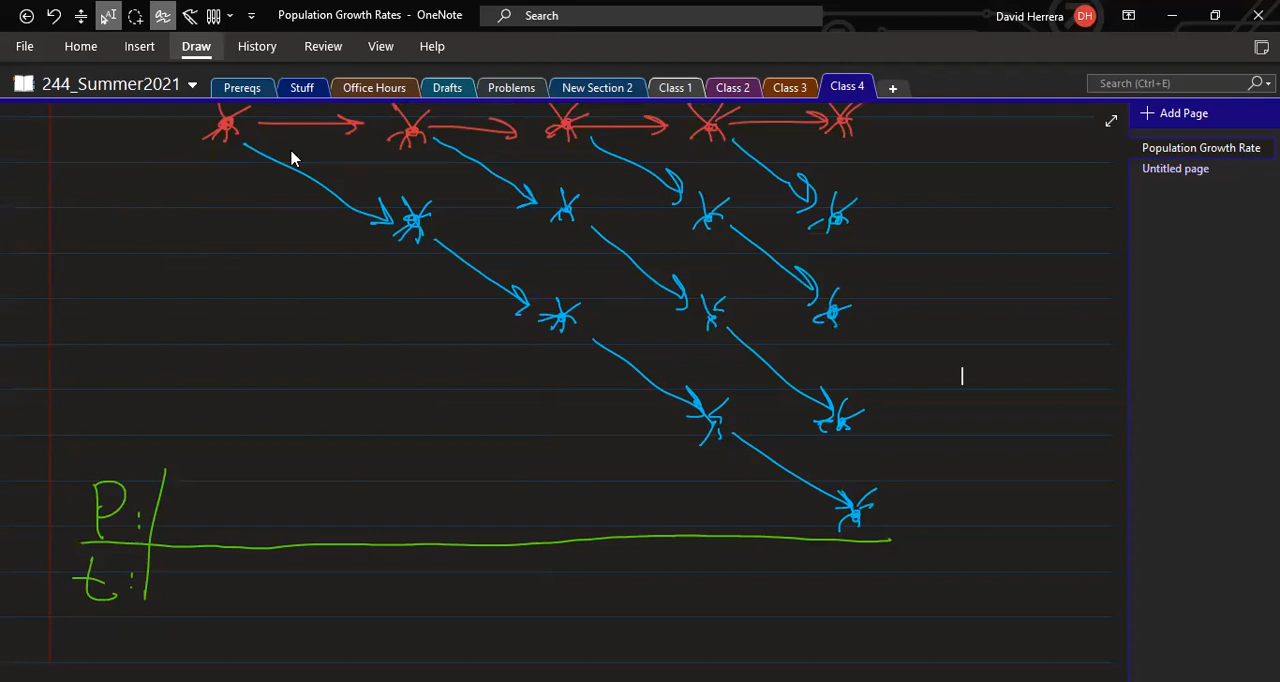 Population Growth Rates - OneNote
Search
David Herrera
DH
File
Home
Insert
Draw
History
Review
View
Help
244_Summer2021
Prereqs
Stuff
Office Hours
Drafts
Problems
New Section 2
Class 1
Class 2
Class 3
Class 4
Search (Ctrl+E)
Add Page
Population Growth Rate
Untitled page
P:
t: